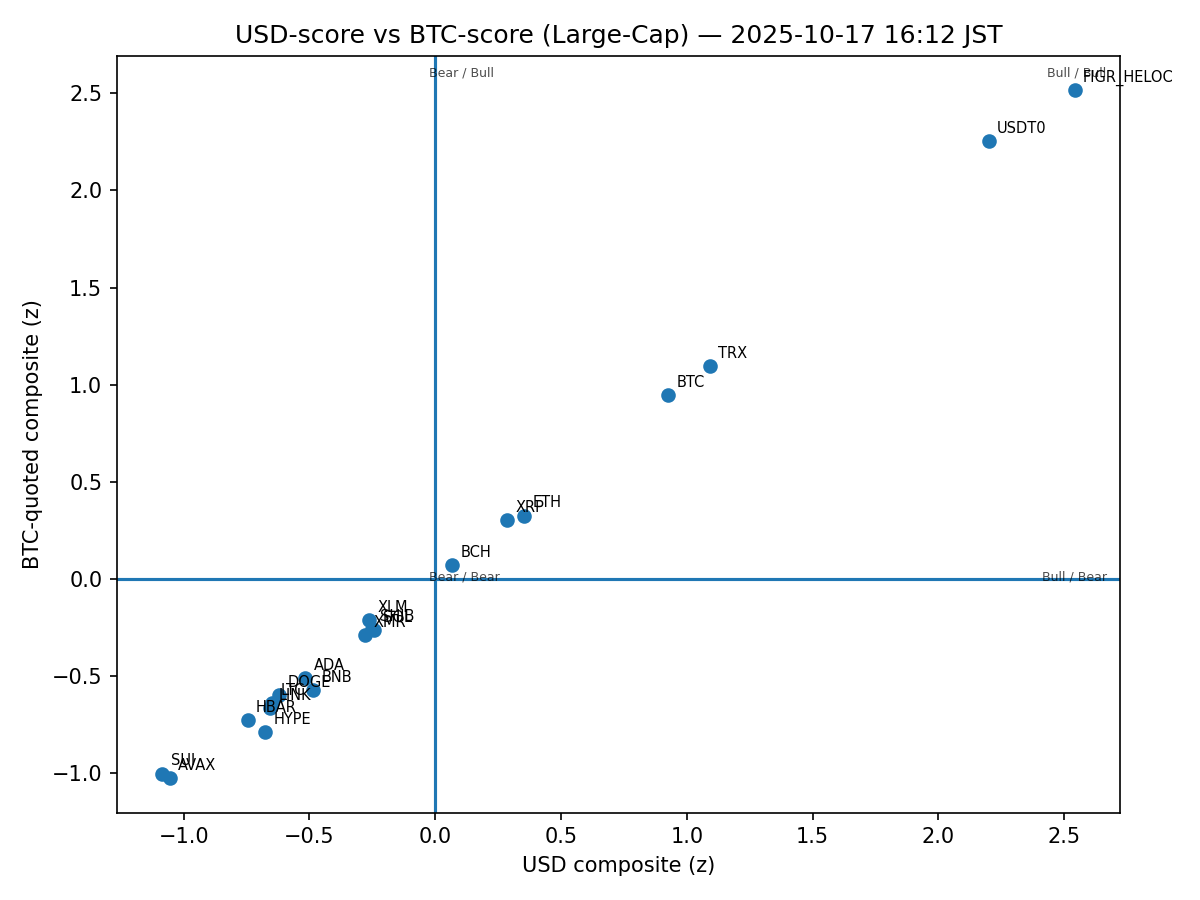 USD-score vs BTC-score (Large-Cap) — 2025-10-17 16:12 JST
Bear / Bull
Bull / Bull
FIGR_HELOC
USDT0
TRX
BTC
ETH
XRP
BCH
Bear / Bear
Bull / Bear
XLM
SHIB
SOL
XMR
ADA
BNB
DOGE
LTC
LINK
HBAR
HYPE
SUI
AVAX
2.5
2.0
1.5
1.0
0.5
0.0
−0.5
−1.0
BTC-quoted composite (z)
−1.0
−0.5
0.0
0.5
1.0
1.5
2.0
2.5
USD composite (z)